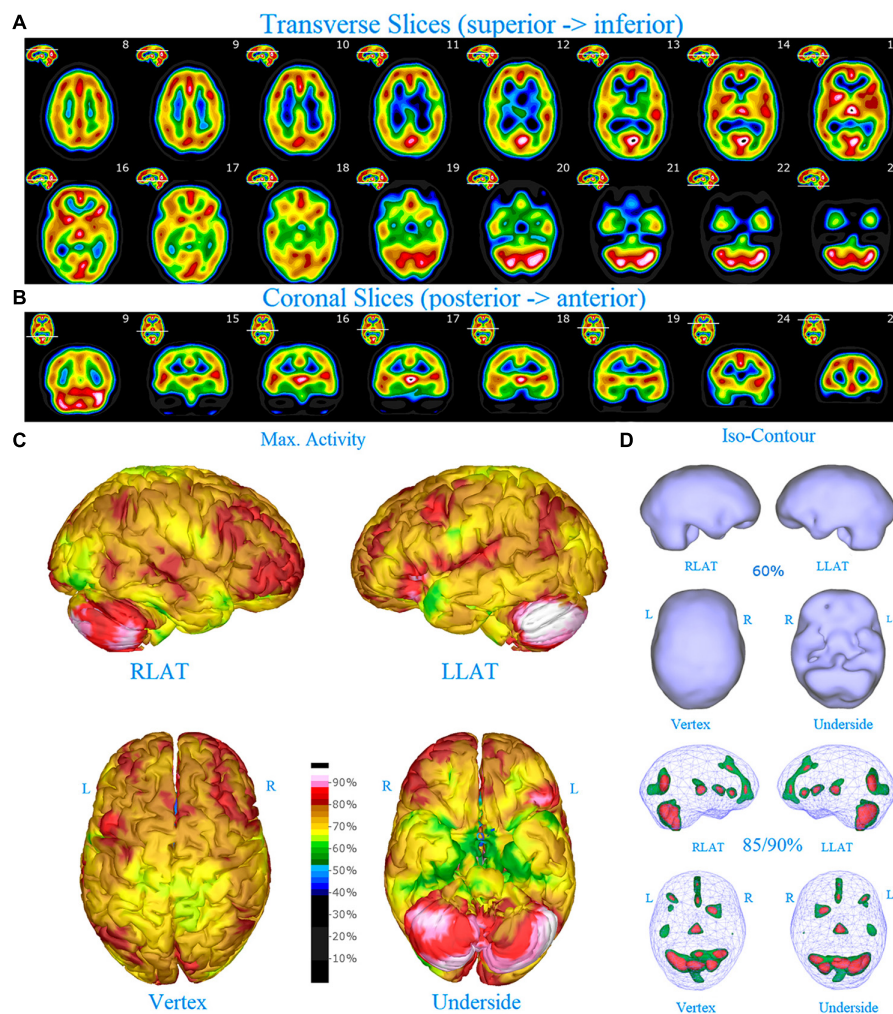 A
Transverse Slices (superior -> inferior)
8 9 10 11 12 13 14 1
16 17 18 19 20 21 22 2
B
Coronal Slices (posterior -> anterior)
9 15 16 17 18 19 24 2
C
Max. Activity
RLAT
LLAT
L
R
Vertex
90%
80%
70%
60%
50%
40%
30%
20%
10%
R
L
Underside
D
Iso-Contour
RLAT
LLAT
60%
L
R
R
L
Vertex
Underside
RLAT
85/90%
LLAT
L
R
R
L
Vertex
Underside